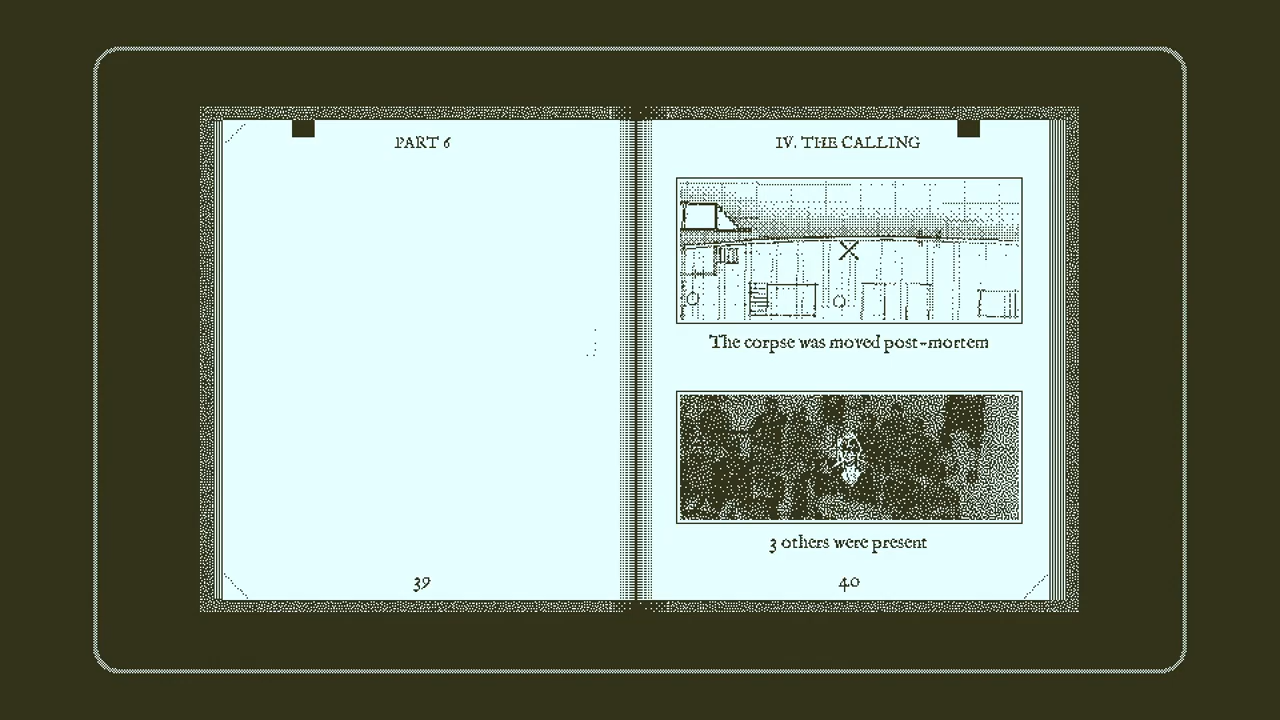 PART 6
39
IV. THE CALLING
The corpse was moved post-mortem
3 others were present
40